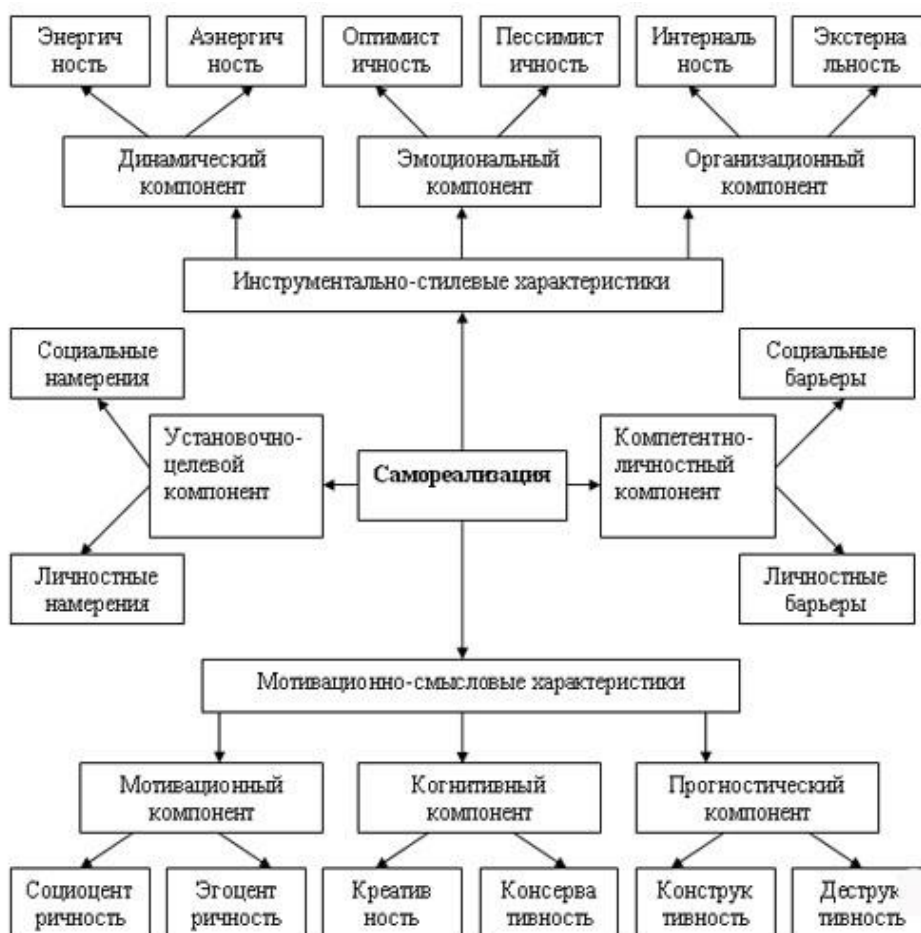 Энергич
ность
Аэнергич
ность
Оптимист
ичность
Пессимист
ичность
Интерналь
ность
Экстерна
льность
Динамический
компонент
Эмоциональный
компонент
Организационный
компонент
Инструментально-стилевые характеристики
Социальные
намерения
Социальные
барьеры
Установочно-
целевой
компонент
Самореализация
Компетентно-
личностный
компонент
Личностные
намерения
Личностные
барьеры
Мотивационно-смысловые характеристики
Мотивационный
компонент
Когнитивный
компонент
Прогностический
компонент
Социоцент
ричность
Эгоцент
ричность
Креатив
ность
Консерва
тивность
Конструк
тивность
Деструк
тивность